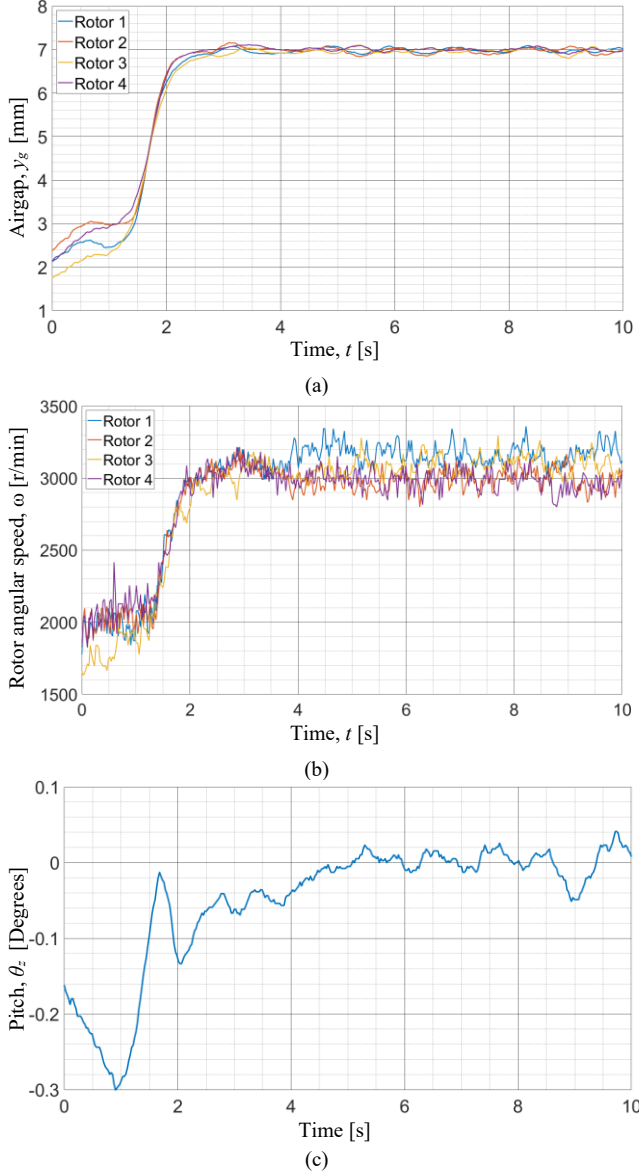 8
7
6
5
4
3
2
1
Airgap, y_g [mm]
Rotor 1
Rotor 2
Rotor 3
Rotor 4
0 2 4 6 8 10
Time, t [s]
(a)
3500
3000
2500
2000
1500
Rotor angular speed, ω [r/min]
Rotor 1
Rotor 2
Rotor 3
Rotor 4
0 2 4 6 8 10
Time, t [s]
(b)
0.1
0
-0.1
-0.2
-0.3
Pitch, θ_z [Degrees]
0 2 4 6 8 10
Time [s]
(c)